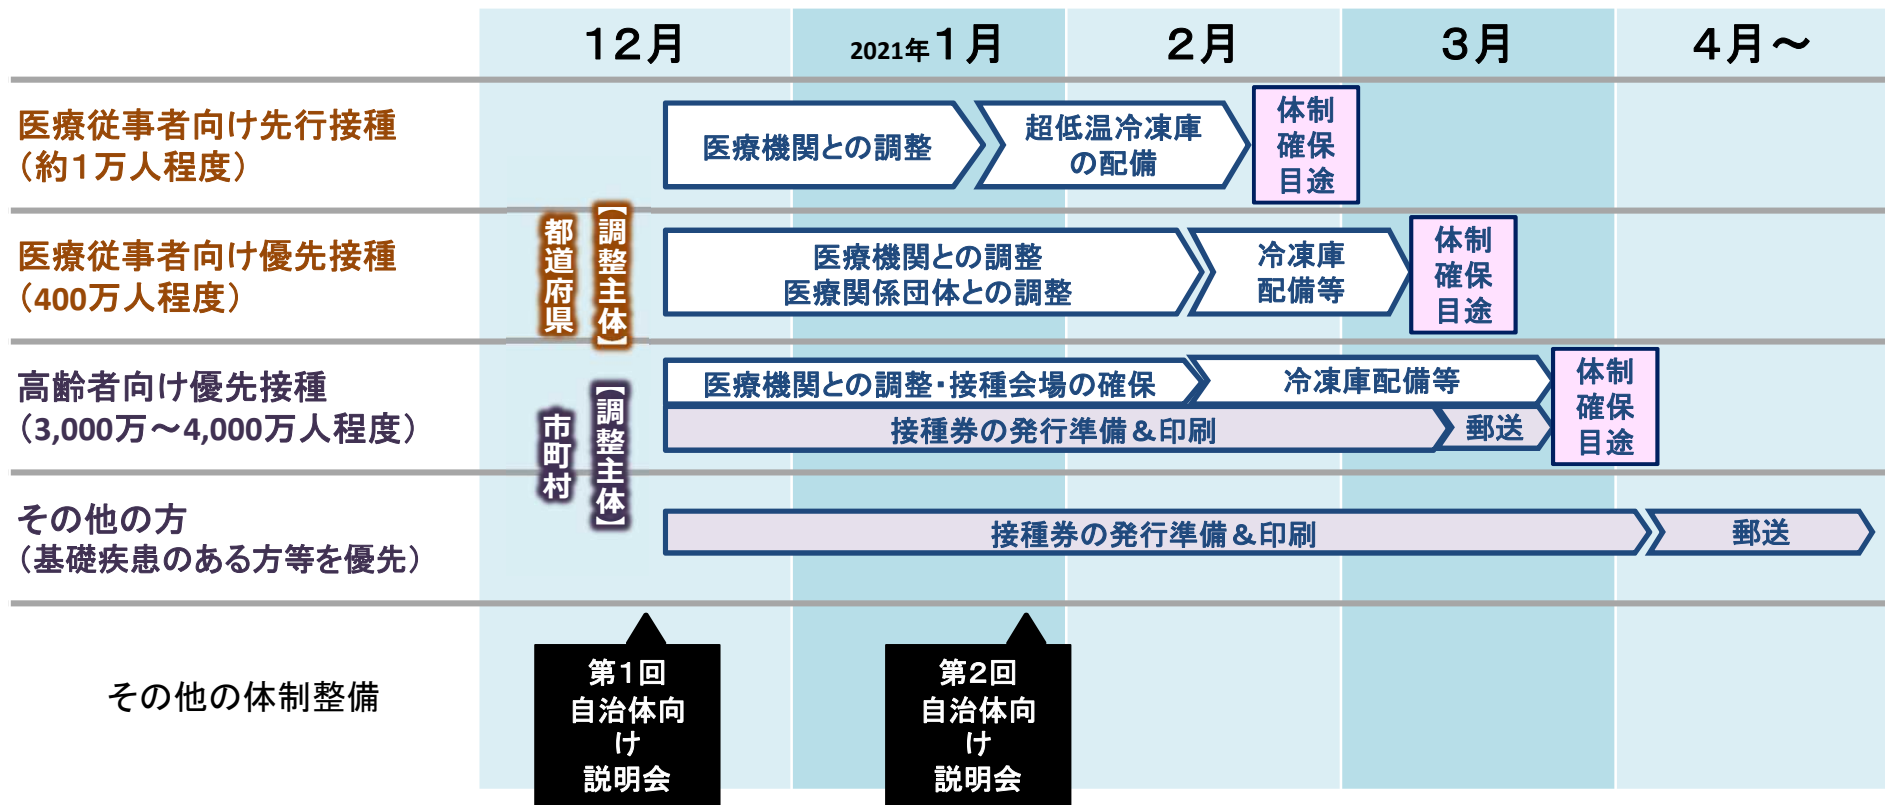 12月
2021年1月
2月
3月
4月～
医療従事者向け先行接種
（約1万人程度）
医療機関との調整
超低温冷凍庫
の配備
体制
確保
目途
【調整主体】
都道府県
医療従事者向け優先接種
（400万人程度）
医療機関との調整
医療関係団体との調整
冷凍庫
配備等
体制
確保
目途
高齢者向け優先接種
（3,000万～4,000万人程度）
【調整主体】
市町村
医療機関との調整・接種会場の確保
冷凍庫配備等
接種券の発行準備＆印刷
郵送
体制
確保
目途
その他の方
（基礎疾患のある方等を優先）
接種券の発行準備＆印刷
郵送
その他の体制整備
第1回
自治体向
け
説明会
第2回
自治体向
け
説明会